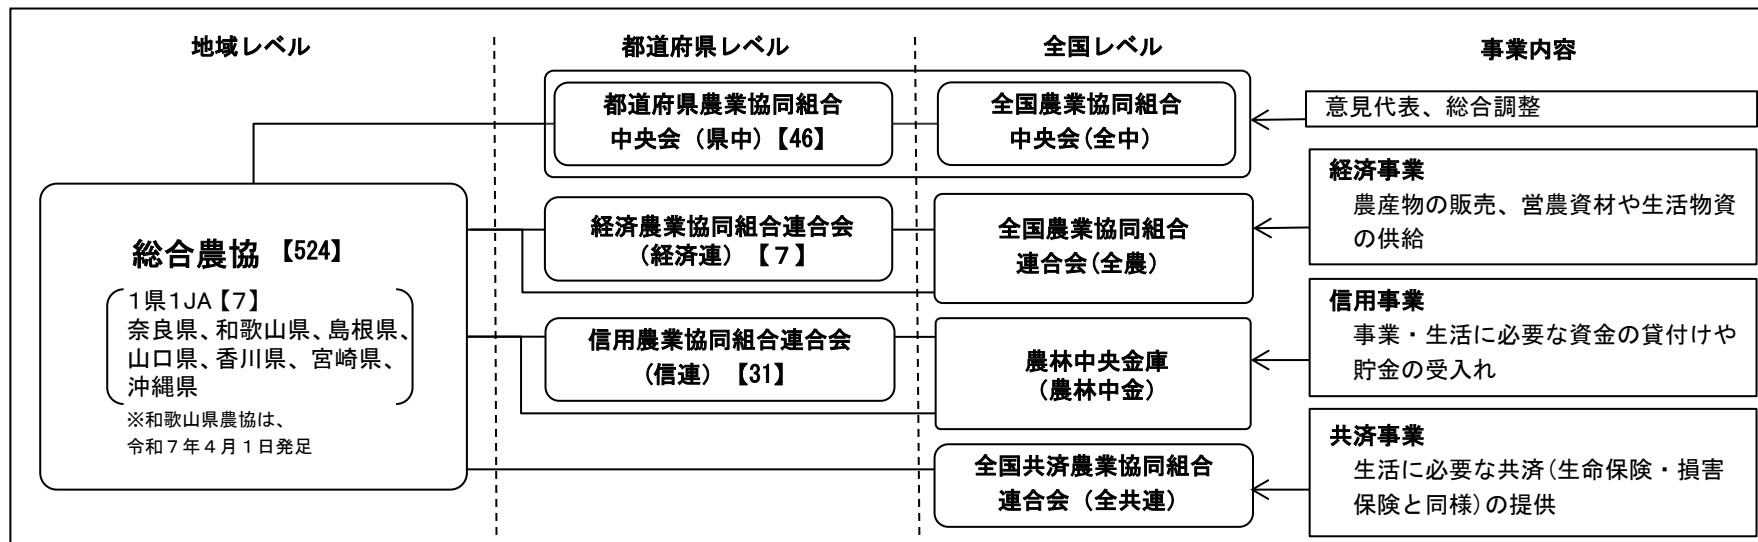 地域レベル
都道府県レベル
全国レベル
事業内容
都道府県農業協同組合
中央会（県中）【46】
全国農業協同組合
中央会(全中)
意見代表、総合調整
総合農協【524】
1県1JA【7】
奈良県、和歌山県、島根県、
山口県、香川県、宮崎県、
沖縄県
※和歌山県農協は、
令和７年４月１日発足
経済農業協同組合連合会
（経済連）【７】
全国農業協同組合
連合会(全農)
経済事業
農産物の販売、営農資材や生活物資
の供給
信用農業協同組合連合会
(信連）【31】
農林中央金庫
（農林中金）
信用事業
事業・生活に必要な資金の貸付けや
貯金の受入れ
全国共済農業協同組合
連合会（全共連）
共済事業
生活に必要な共済(生命保険・損害
保険と同様)の提供